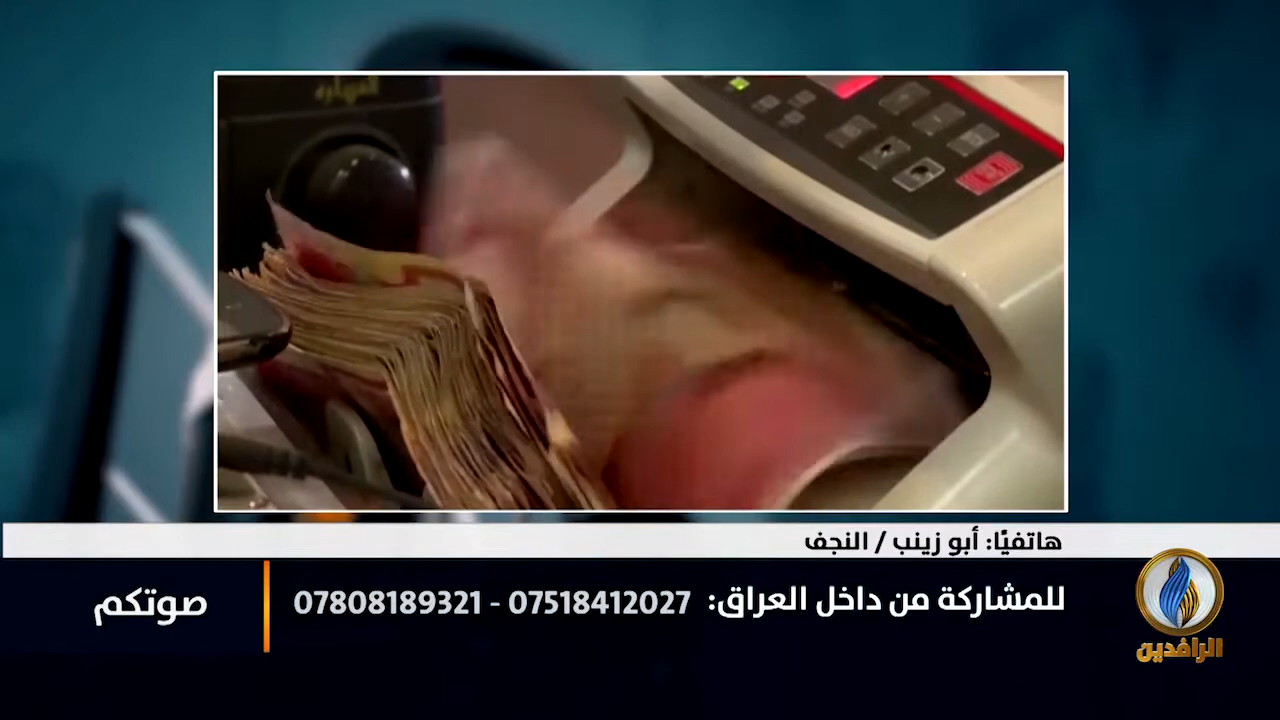 هاتفيًا: أبو زينب / النجف
للمشاركة من داخل العراق: 07518412027 - 07808189321
صوتكم
الرافدين